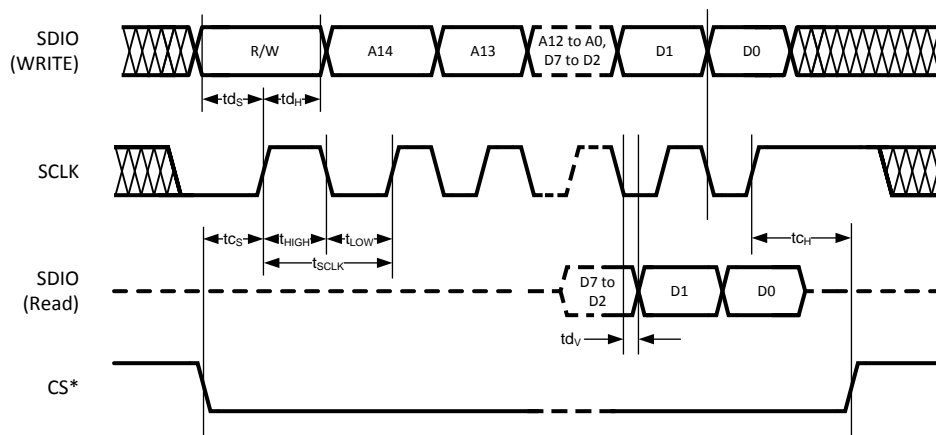 SDIO
(WRITE)
R/W
A14
A13
A12 to A0,
D7 to D2
D1
D0
tdS
tdH
SCLK
tcS
tHIGH
tLOW
tSCLK
tcH
SDIO
(Read)
D7 to
D2
D1
D0
tdV
CS*